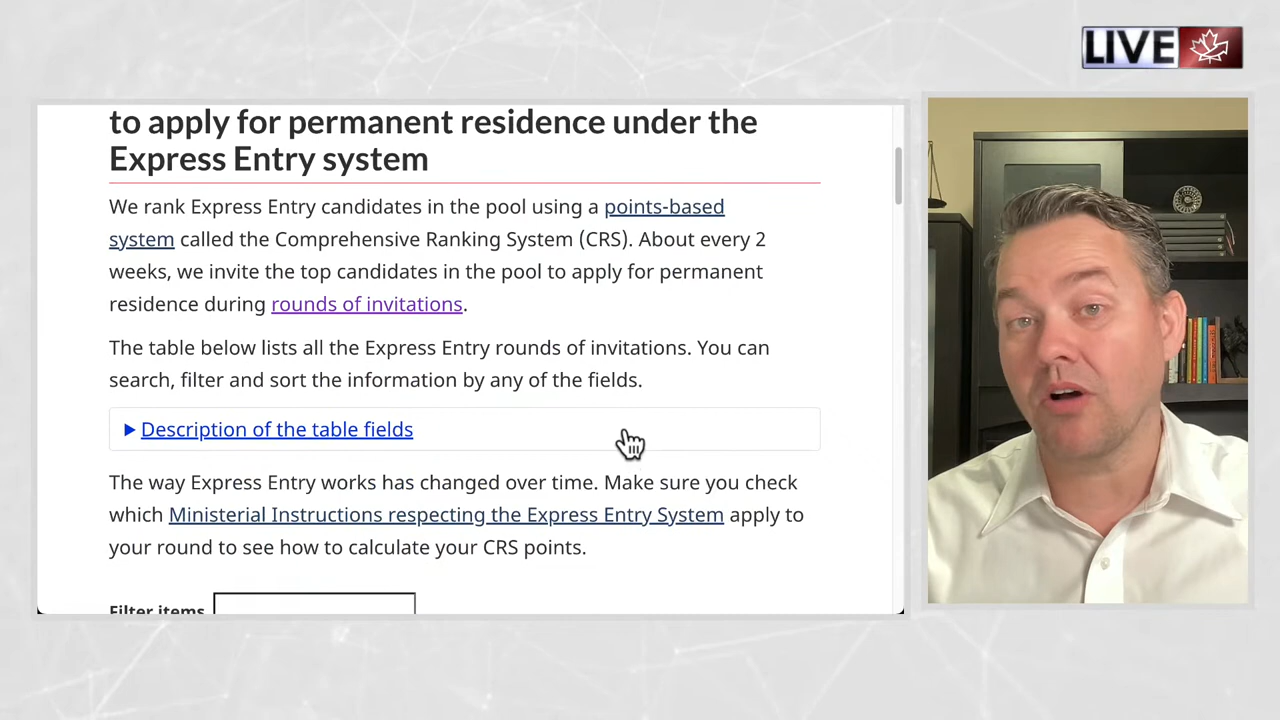 LIVE
to apply for permanent residence under the
Express Entry system
We rank Express Entry candidates in the pool using a points-based
system called the Comprehensive Ranking System (CRS). About every 2
weeks, we invite the top candidates in the pool to apply for permanent
residence during rounds of invitations.
The table below lists all the Express Entry rounds of invitations. You can
search, filter and sort the information by any of the fields.
Description of the table fields
The way Express Entry works has changed over time. Make sure you check
which Ministerial Instructions respecting the Express Entry System apply to
your round to see how to calculate your CRS points.
Filter items